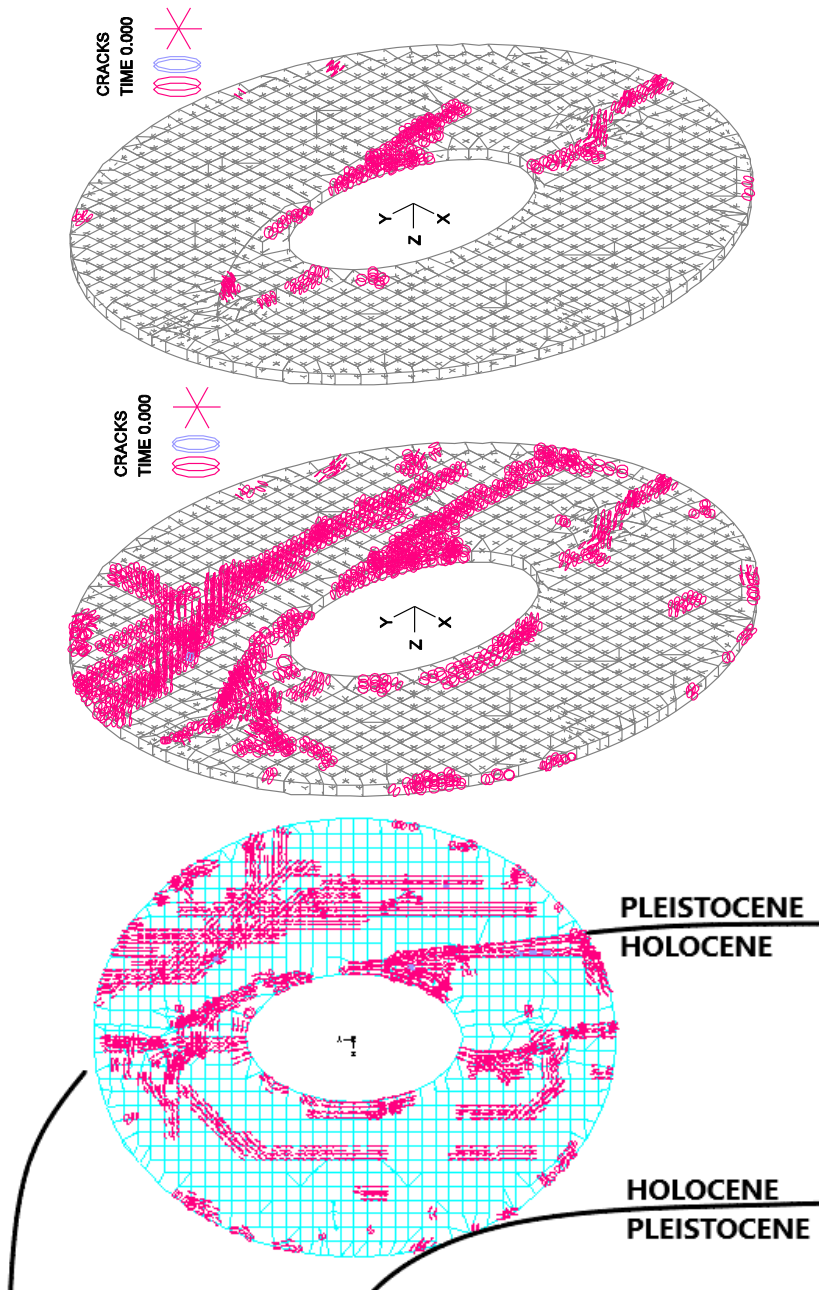 CRACKS
TIME 0.000
Y
X
Z
CRACKS
TIME 0.000
Y
X
Z
PLEISTOCENE
HOLOCENE
HOLOCENE
PLEISTOCENE